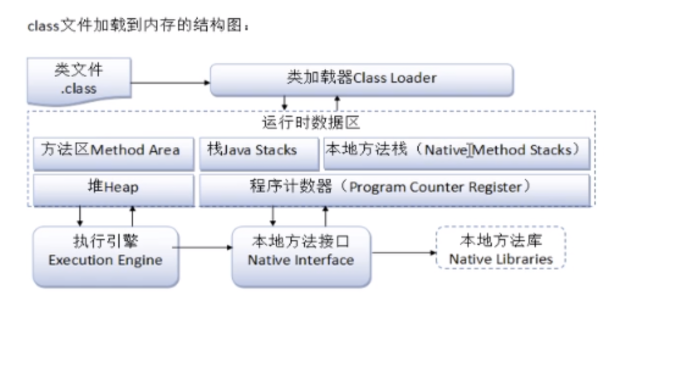 class文件加载到内存的结构图：
类文件
.class
类加载器Class Loader
运行时数据区
方法区Method Area
栈Java Stacks
本地方法栈（Native Method Stacks）
堆Heap
程序计数器（Program Counter Register）
执行引擎
Execution Engine
本地方法接口
Native Interface
本地方法库
Native Libraries